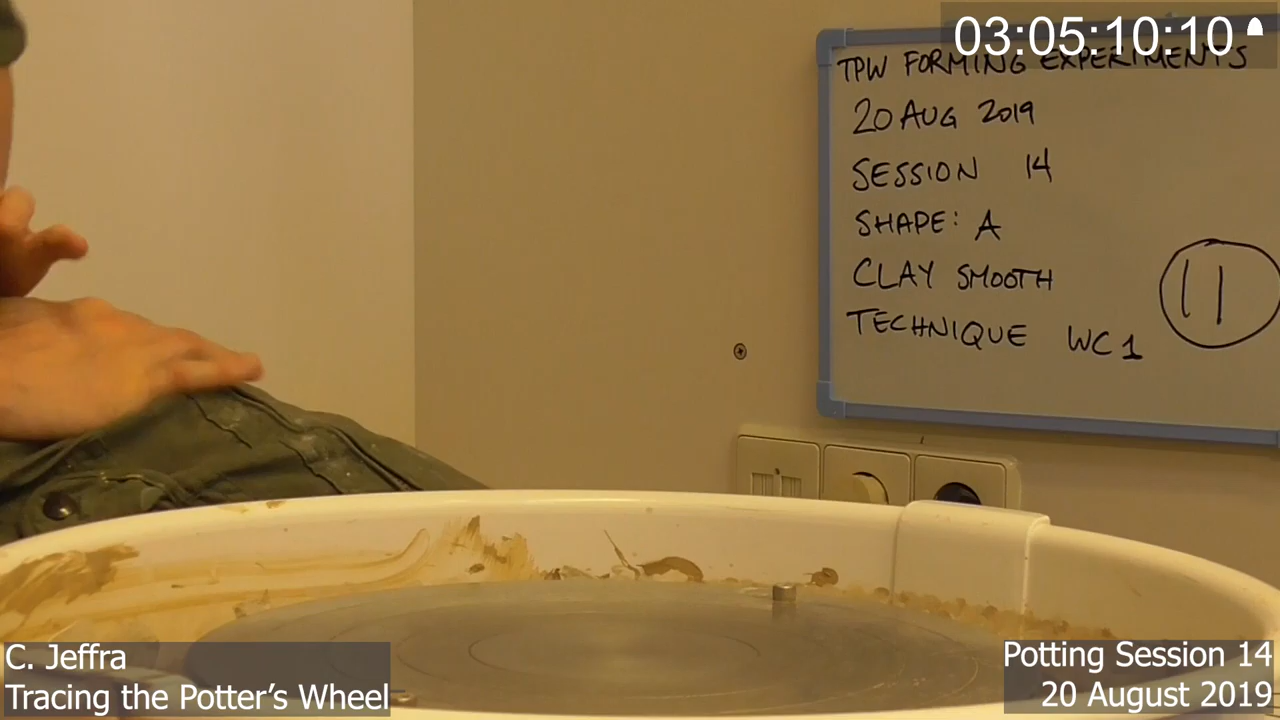 03:05:10:10
TPW FORMING EXPERIMENTS
20 AUG 2019
SESSION 14
SHAPE: A
CLAY SMOOTH
TECHNIQUE WC1
11
C. Jeffra
Tracing the Potter's Wheel
Potting Session 14
20 August 2019